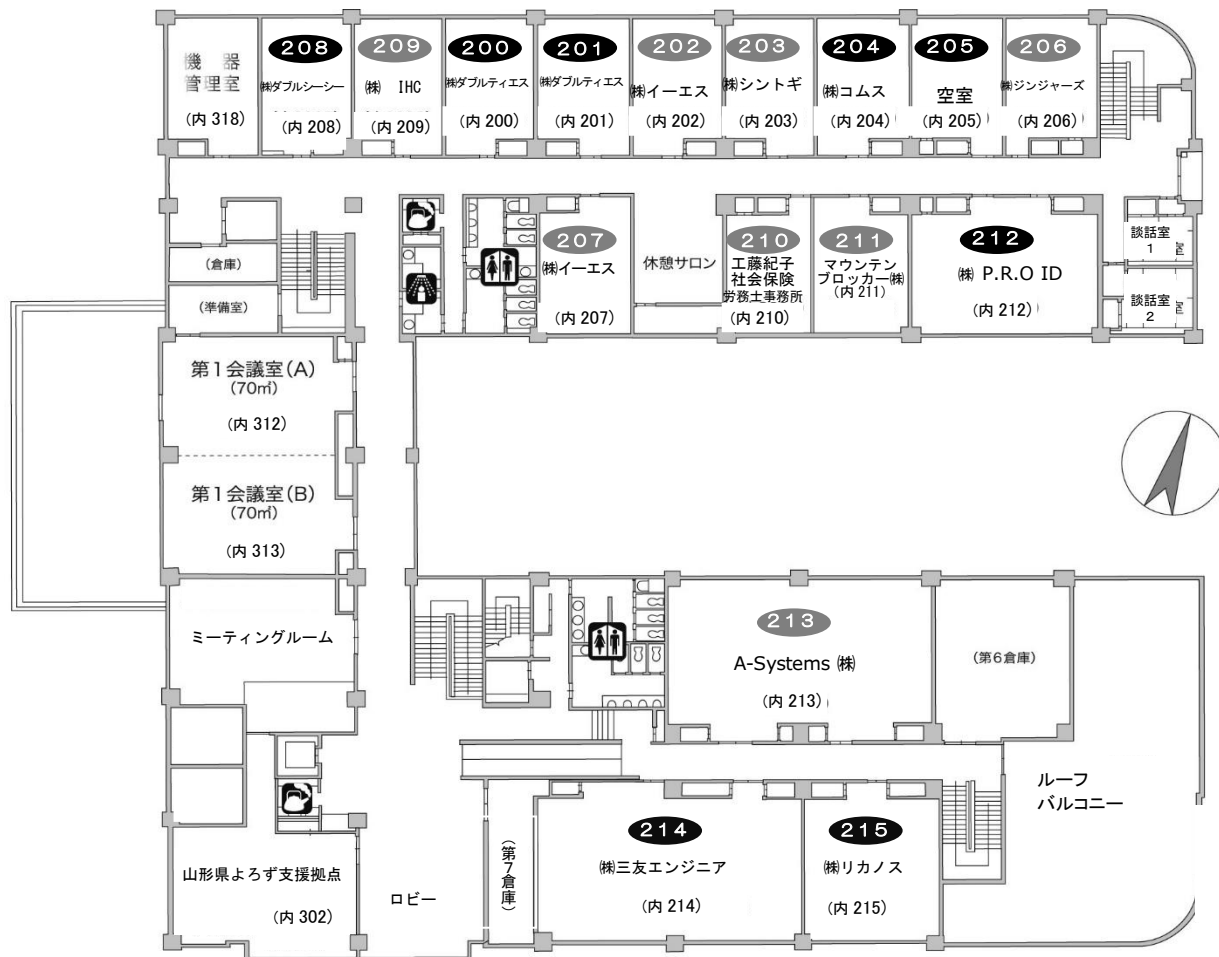 機 器
管理室
(内 318)
208
㈱ダブルシーシー
(内 208)
209
㈱ IHC
(内 209)
200
㈱ダブルティエス
(内 200)
201
㈱ダブルティエス
(内 201)
202
㈱イーエス
(内 202)
203
㈱シントギ
(内 203)
204
㈱コムス
(内 204)
205
空室
(内 205)
206
㈱ジンジャーズ
(内 206)
(倉庫)
(準備室)
207
㈱イーエス
(内 207)
休憩サロン
210
工藤紀子
社会保険
労務士事務所
(内 210)
211
マウンテン
ブロッカー㈱
(内 211)
212
㈱ P.R.O ID
(内 212)
談話室
1
談話室
2
第1会議室(A)
(70㎡)
(内 312)
第1会議室(B)
(70㎡)
(内 313)
ミーティングルーム
213
A-Systems ㈱
(内 213)
(第6倉庫)
ルーフ
バルコニー
山形県よろず支援拠点
(内 302)
ロビー
(第7倉庫)
214
㈱三友エンジニア
(内 214)
215
㈱リカノス
(内 215)